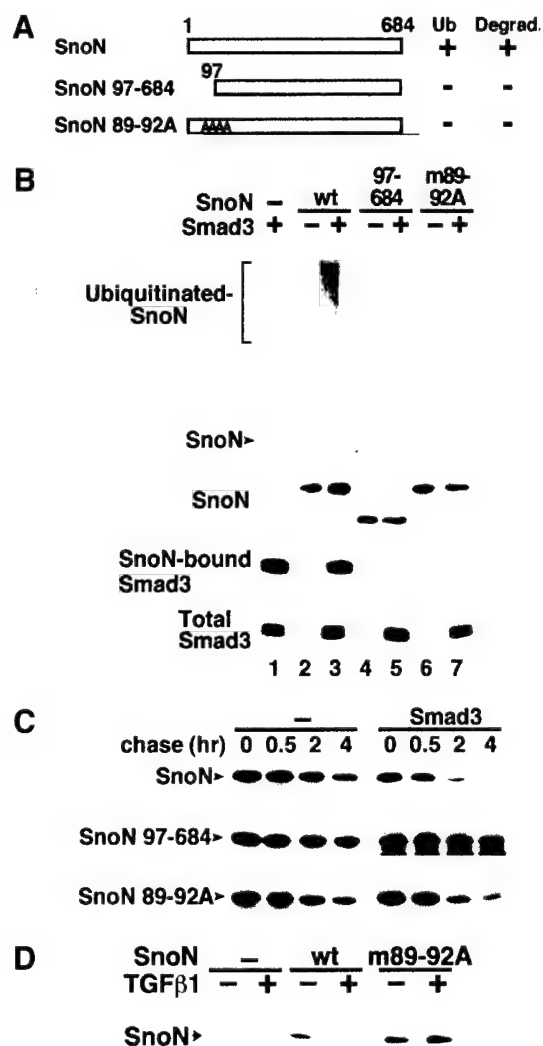 A
1 684 Ub Degrad.
SnoN + +
97
SnoN 97-684 - -
SnoN 89-92A AAAA - -
B
97- m89-
SnoN – wt 684 92A
Smad3 + – + – + – +
Ubiquitinated-
SnoN
SnoN
SnoN
SnoN-bound
Smad3
Total
Smad3
1 2 3 4 5 6 7
C
– Smad3
chase (hr) 0 0.5 2 4 0 0.5 2 4
SnoN
SnoN 97-684
SnoN 89-92A
D
SnoN – wt m89-92A
TGFβ1 – + – + – +
SnoN